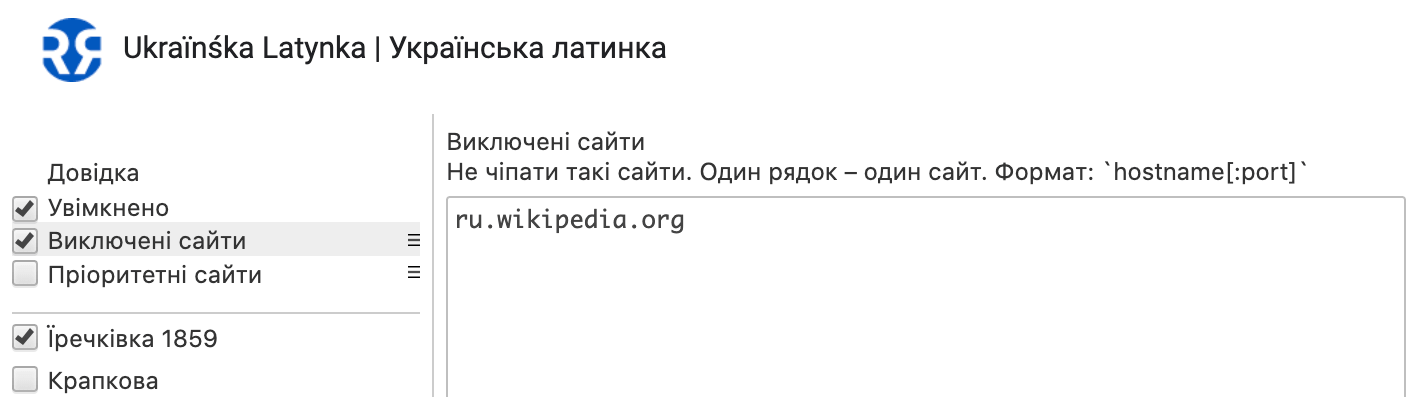 Ukraїnśka Latynka | Українська латинка
Довідка
Увімкнено
Виключені сайти
Пріоритетні сайти
Їречківка 1859
Крапкова
Виключені сайти
Не чіпати такі сайти. Один рядок – один сайт. Формат: `hostname[:port]`
ru.wikipedia.org